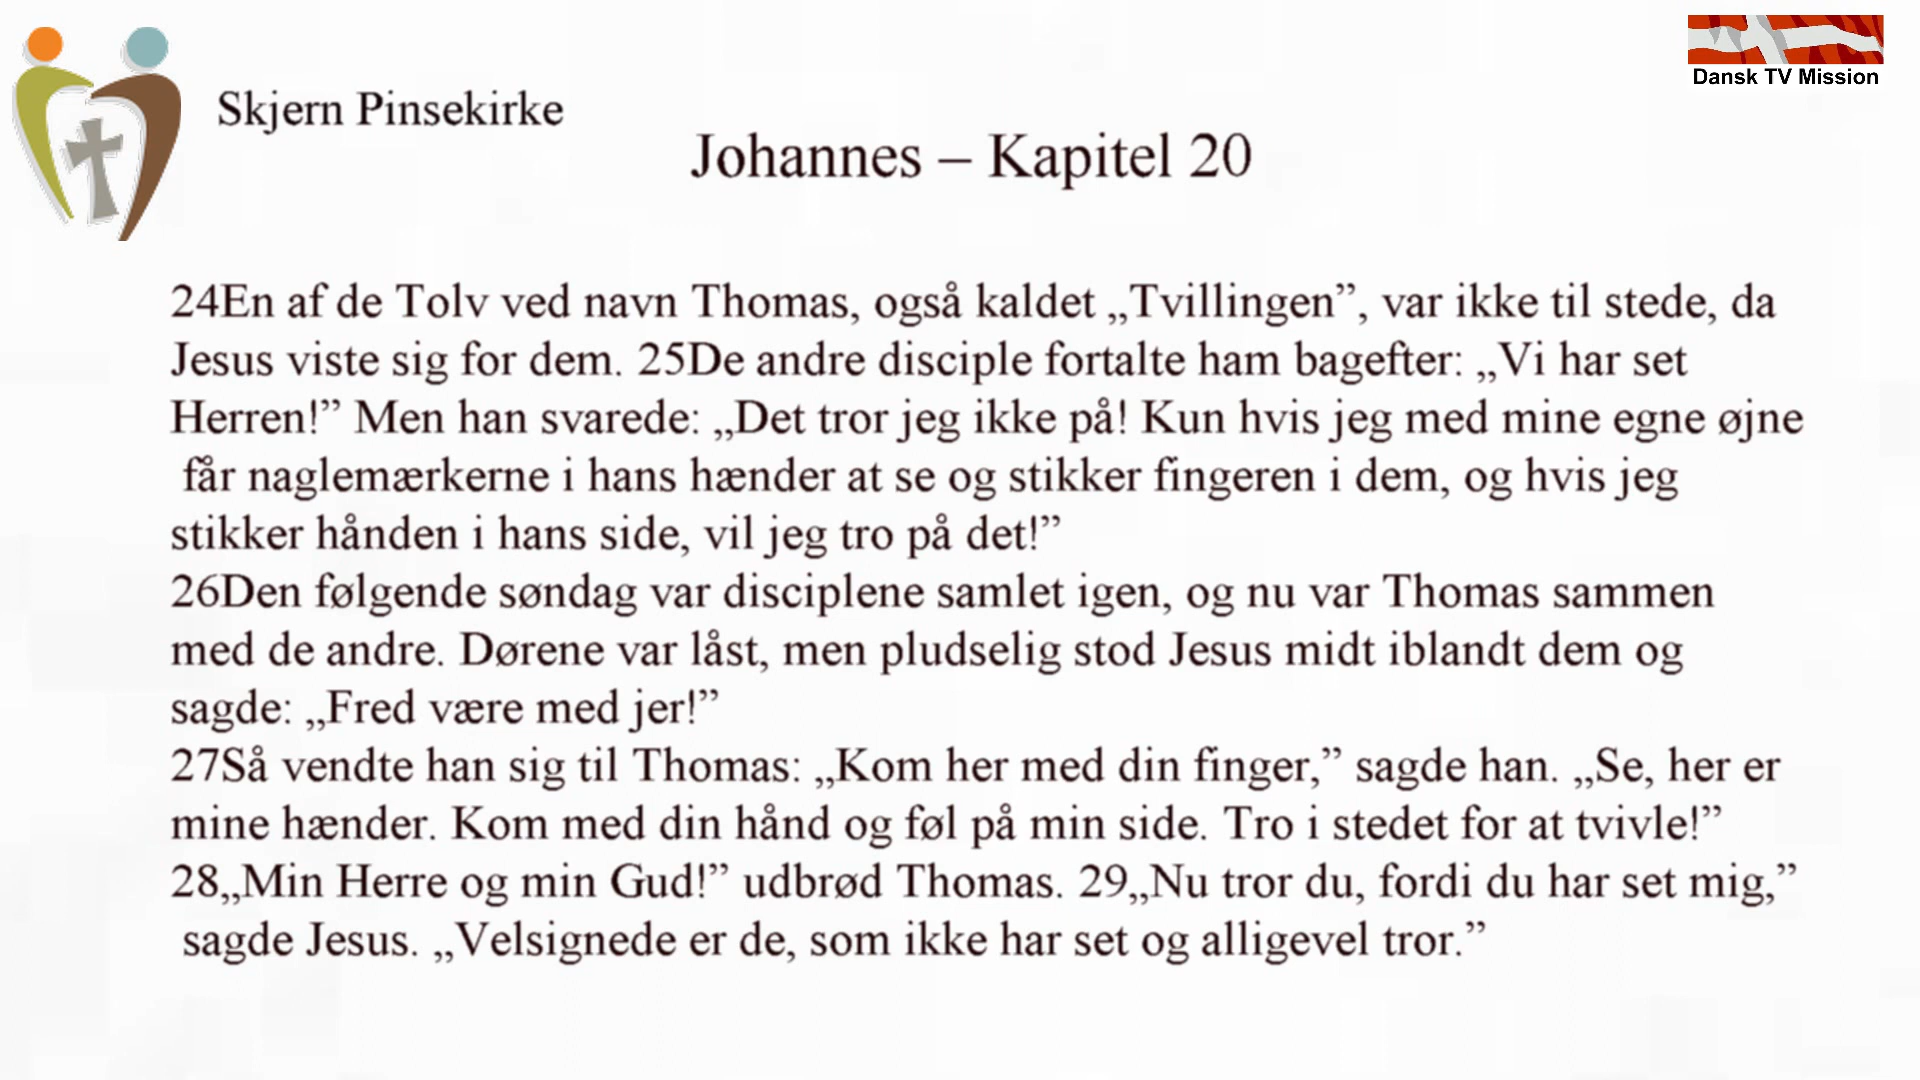 Skjern Pinsekirke
Dansk TV Mission
Johannes – Kapitel 20
24En af de Tolv ved navn Thomas, også kaldet „Tvillingen”, var ikke til stede, da
Jesus viste sig for dem. 25De andre disciple fortalte ham bagefter: „Vi har set
Herren!” Men han svarede: „Det tror jeg ikke på! Kun hvis jeg med mine egne øjne
får naglemærkerne i hans hænder at se og stikker fingeren i dem, og hvis jeg
stikker hånden i hans side, vil jeg tro på det!”
26Den følgende søndag var disciplene samlet igen, og nu var Thomas sammen
med de andre. Dørene var låst, men pludselig stod Jesus midt iblandt dem og
sagde: „Fred være med jer!”
27Så vendte han sig til Thomas: „Kom her med din finger,” sagde han. „Se, her er
mine hænder. Kom med din hånd og føl på min side. Tro i stedet for at tvivle!”
28„Min Herre og min Gud!” udbrød Thomas. 29„Nu tror du, fordi du har set mig,”
sagde Jesus. „Velsignede er de, som ikke har set og alligevel tror.”